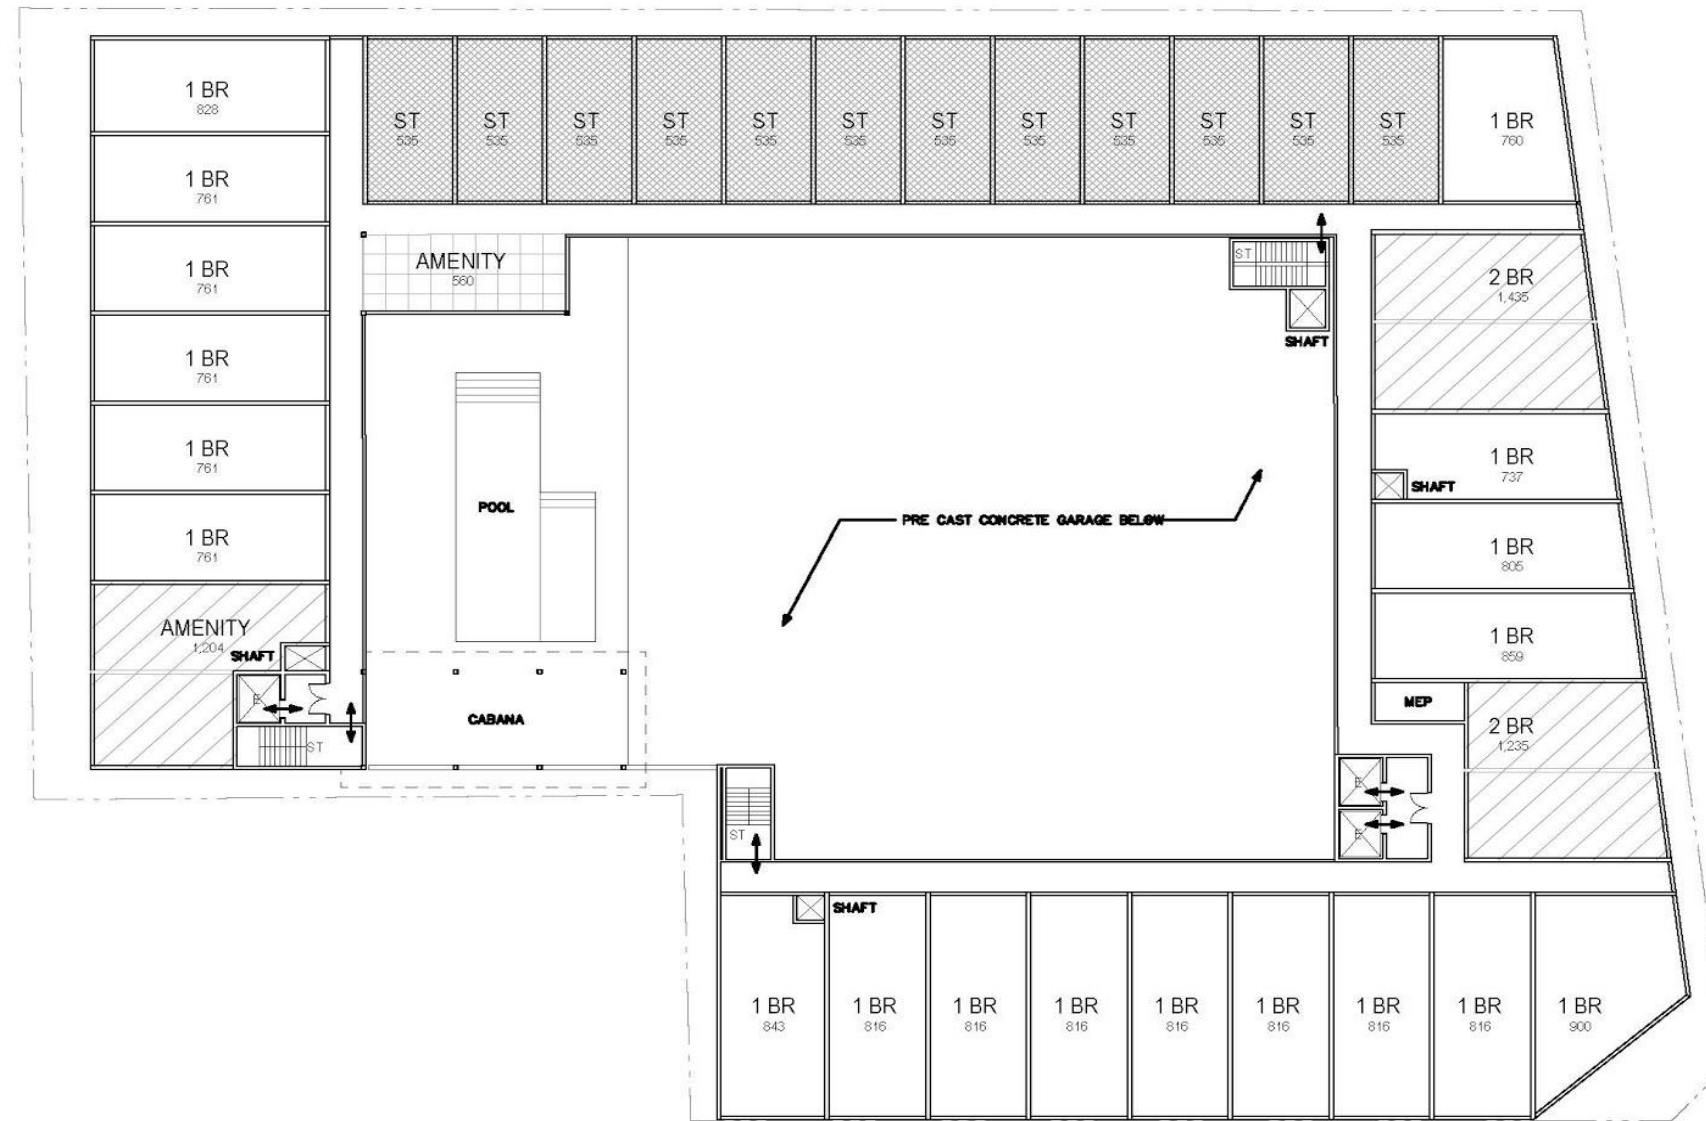 1 BR
828
1 BR
761
1 BR
761
1 BR
761
1 BR
761
1 BR
761
AMENITY
1,204
SHAFT
E
ST
ST
535
ST
535
ST
535
ST
535
ST
535
ST
535
ST
535
ST
535
ST
535
ST
535
ST
535
ST
535
1 BR
760
AMENITY
560
ST
SHAFT
2 BR
1,435
1 BR
737
SHAFT
POOL
PRE CAST CONCRETE GARAGE BELOW
1 BR
805
1 BR
859
MEP
2 BR
1,235
CABANA
E
E
ST
SHAFT
1 BR
843
1 BR
816
1 BR
816
1 BR
816
1 BR
816
1 BR
816
1 BR
816
1 BR
816
1 BR
900